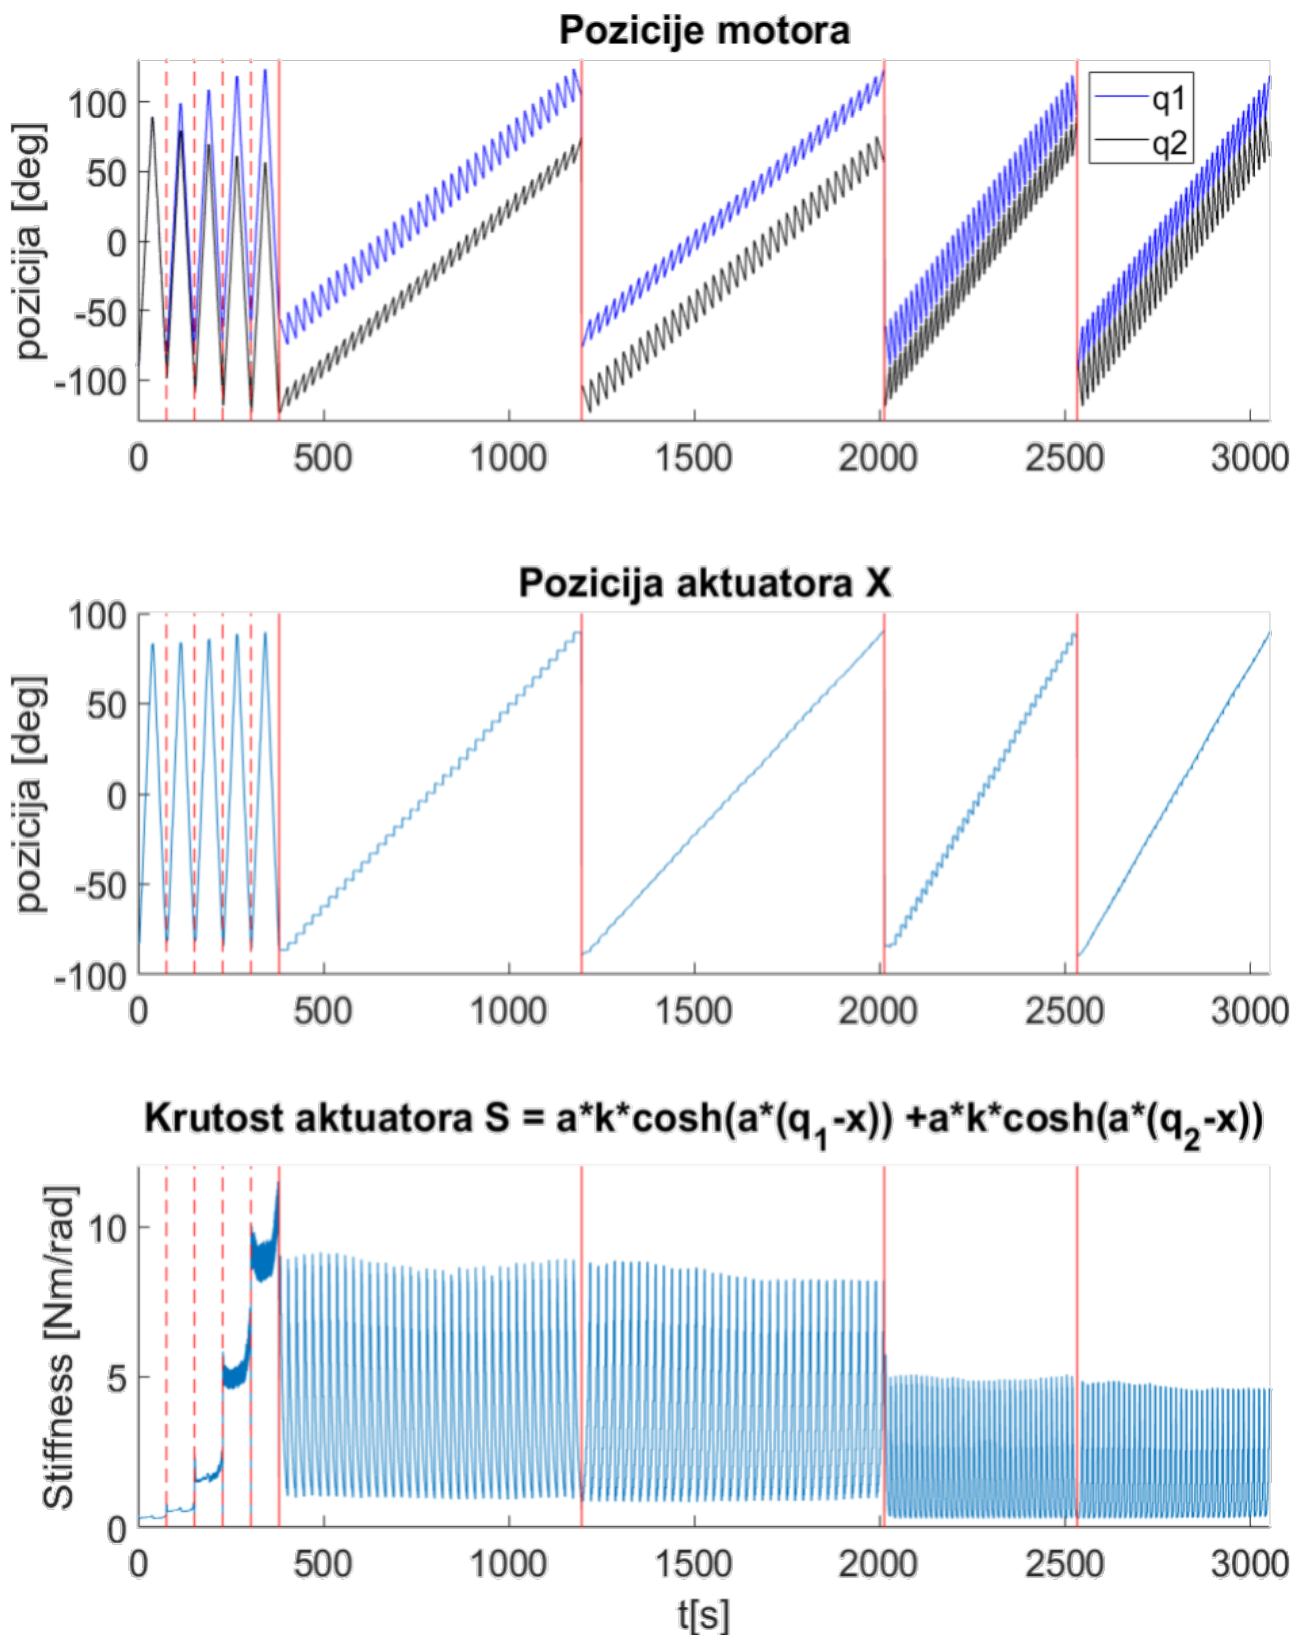 Pozicije motora
pozicija [deg]
100
50
0
-50
-100
q1
q2
0 500 1000 1500 2000 2500 3000
Pozicija aktuatora X
pozicija [deg]
100
50
0
-50
-100
0 500 1000 1500 2000 2500 3000
Krutost aktuatora S = a*k*cosh(a*(q₁-x)) +a*k*cosh(a*(q₂-x))
Stiffness [Nm/rad]
10
5
0
0 500 1000 1500 2000 2500 3000
t[s]